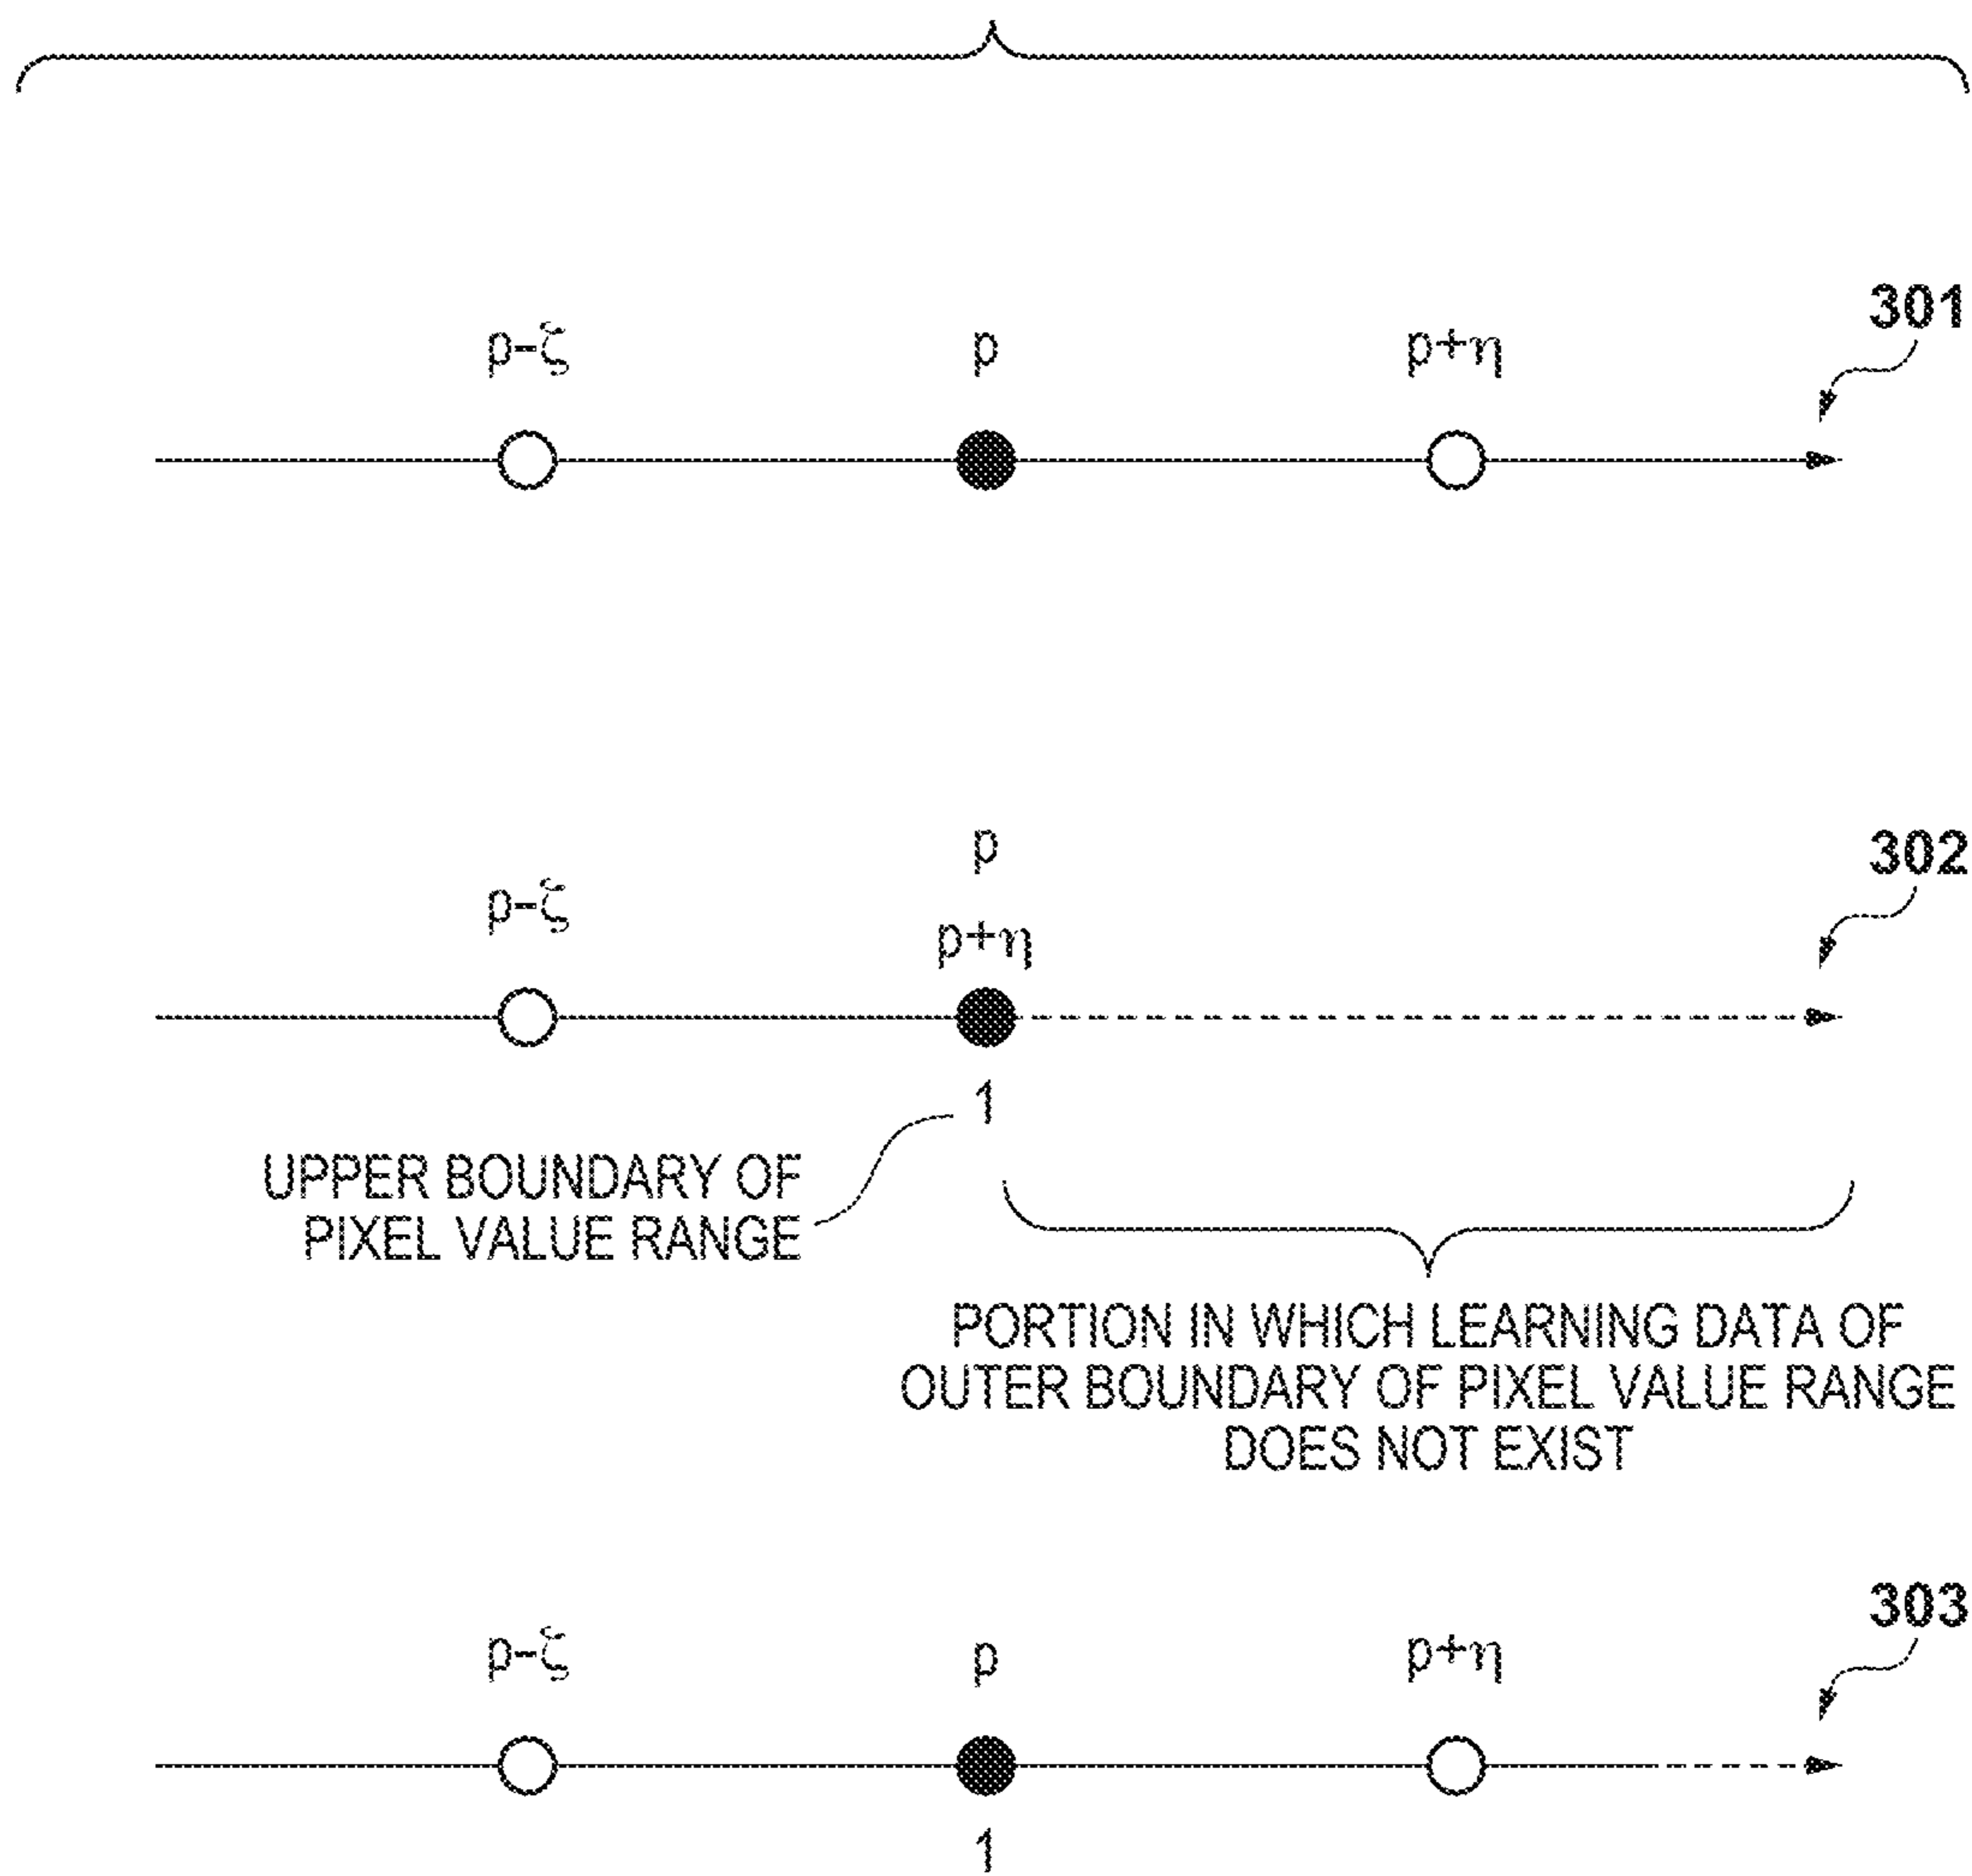 301
p-ζ p p+η
302
p
p-ζ
p+η
1
UPPER BOUNDARY OF
PIXEL VALUE RANGE
PORTION IN WHICH LEARNING DATA OF
OUTER BOUNDARY OF PIXEL VALUE RANGE
DOES NOT EXIST
303
p-ζ p p+η
1